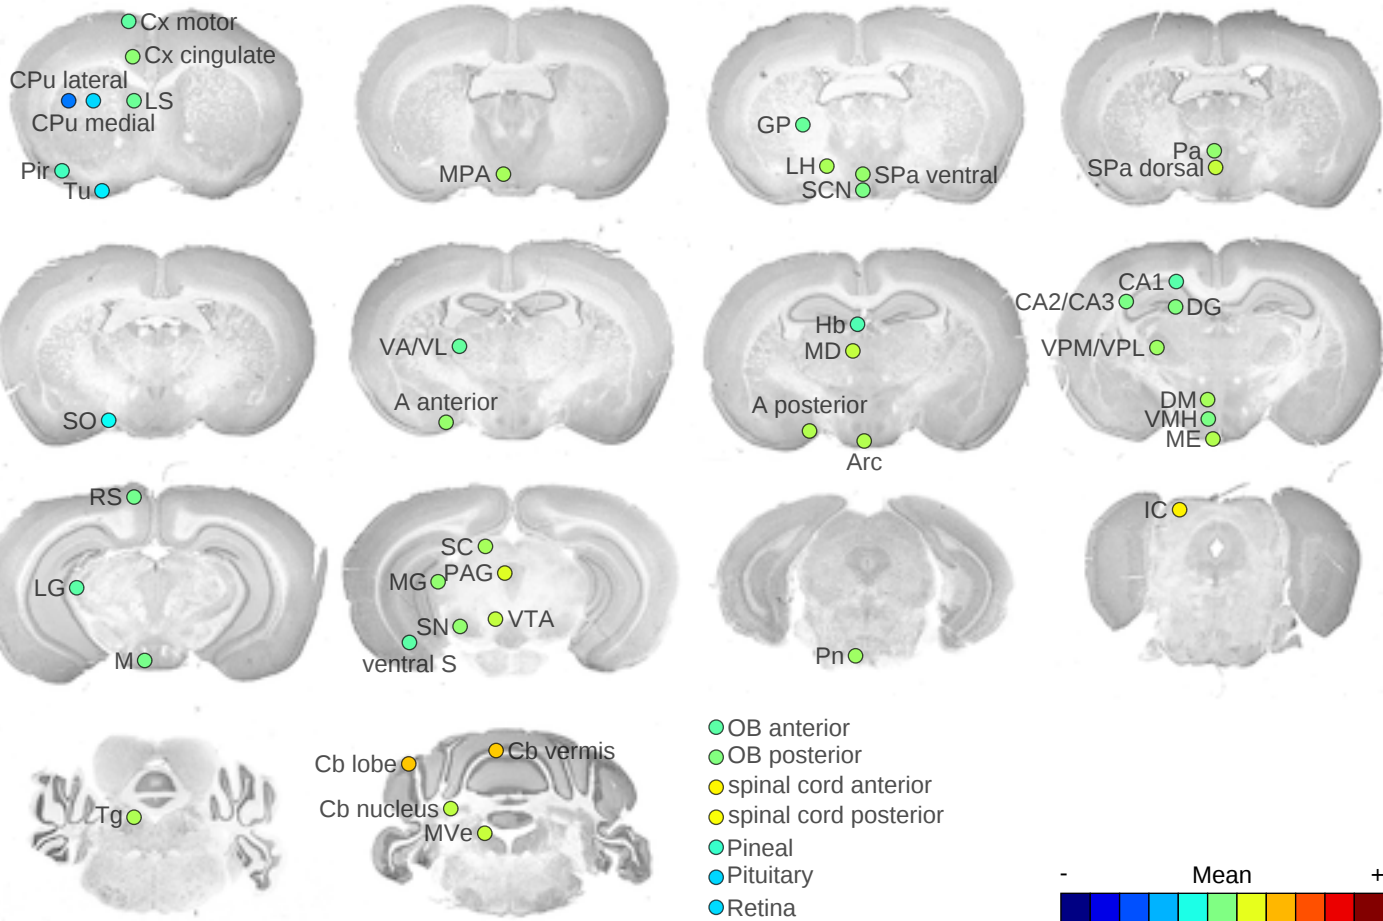 Cx motor
Cx cingulate
CPu lateral
LS
CPu medial
Pir
Tu
MPA
GP
LH
SPa ventral
SCN
Pa
SPa dorsal
SO
VA/VL
A anterior
Hb
MD
A posterior
Arc
CA1
CA2/CA3
DG
VPM/VPL
DM
VMH
ME
RS
LG
M
SC
MG
PAG
SN
VTA
ventral S
Pn
IC
Tg
Cb lobe
Cb vermis
Cb nucleus
MVe
OB anterior
OB posterior
spinal cord anterior
spinal cord posterior
Pineal
Pituitary
Retina
- Mean +